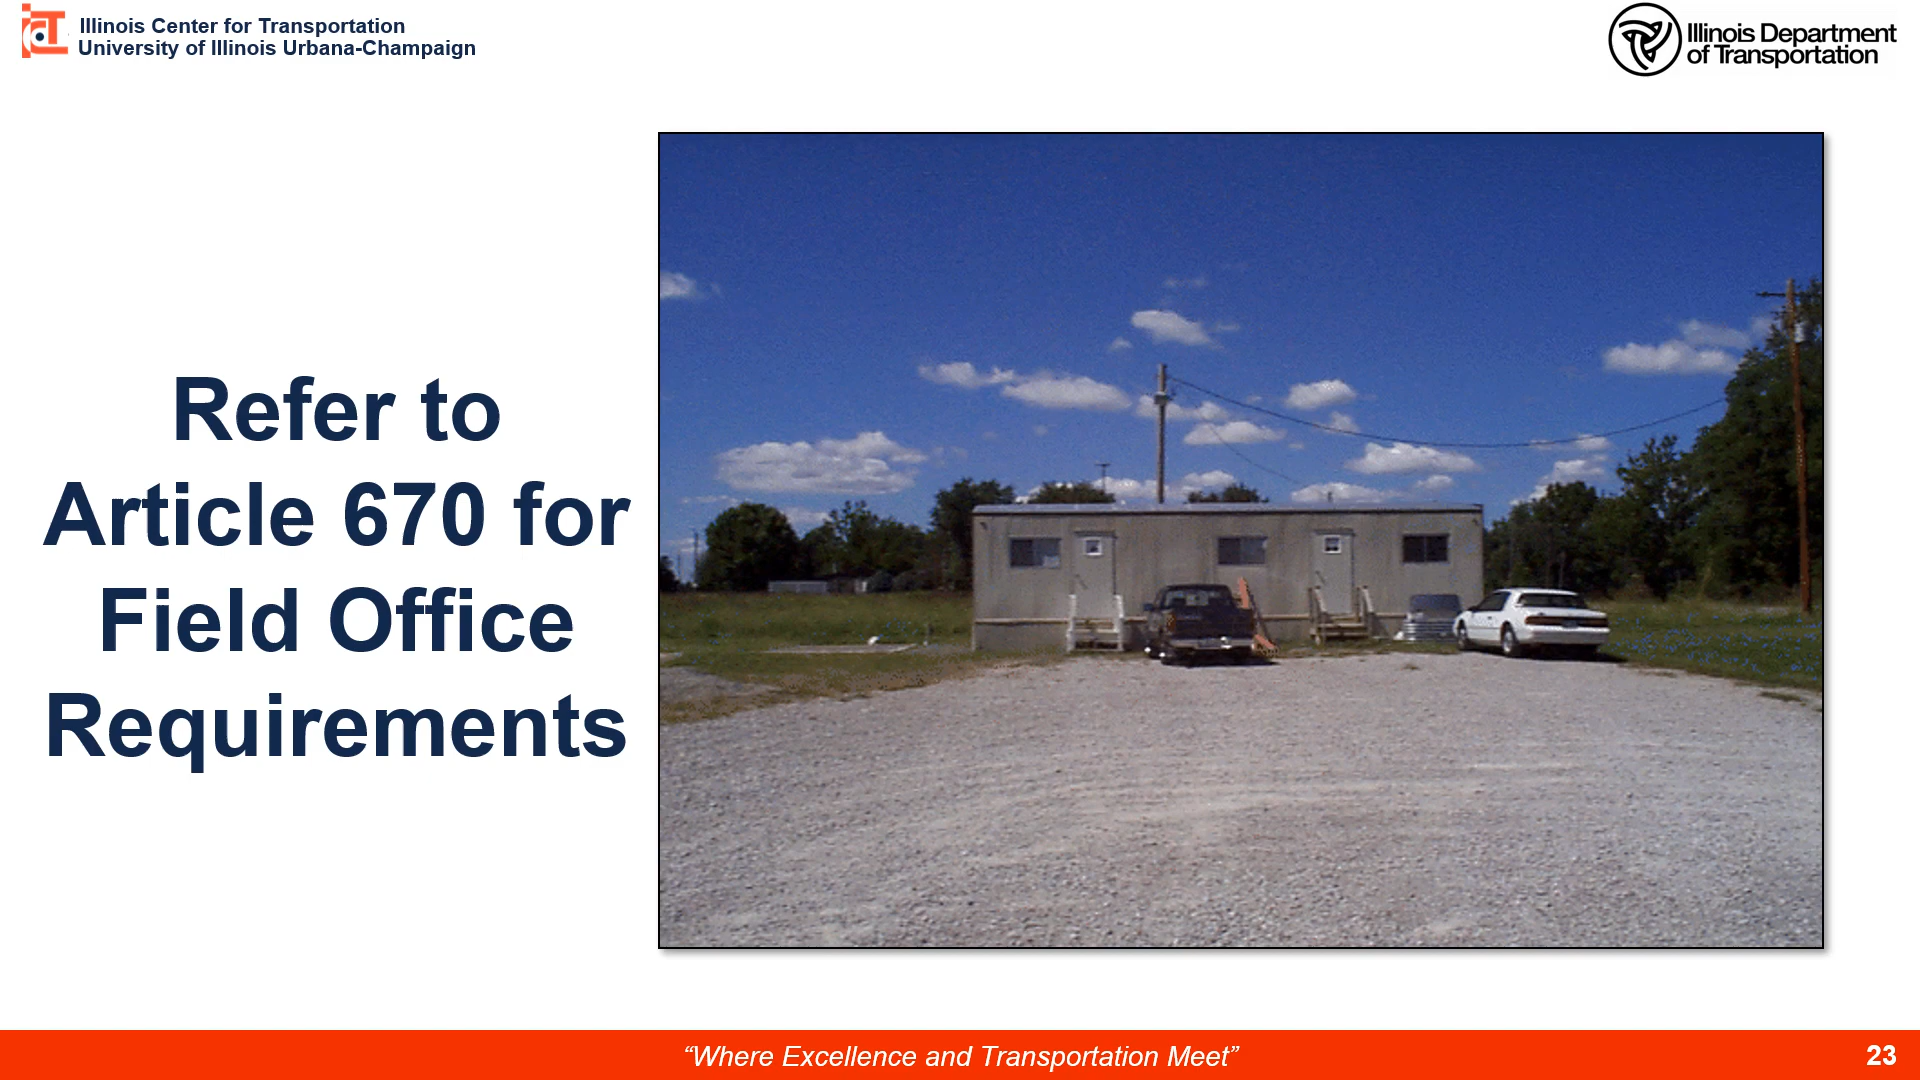 Illinois Center for Transportation
University of Illinois Urbana-Champaign
Illinois Department
of Transportation
Refer to
Article 670 for
Field Office
Requirements
“Where Excellence and Transportation Meet”
23